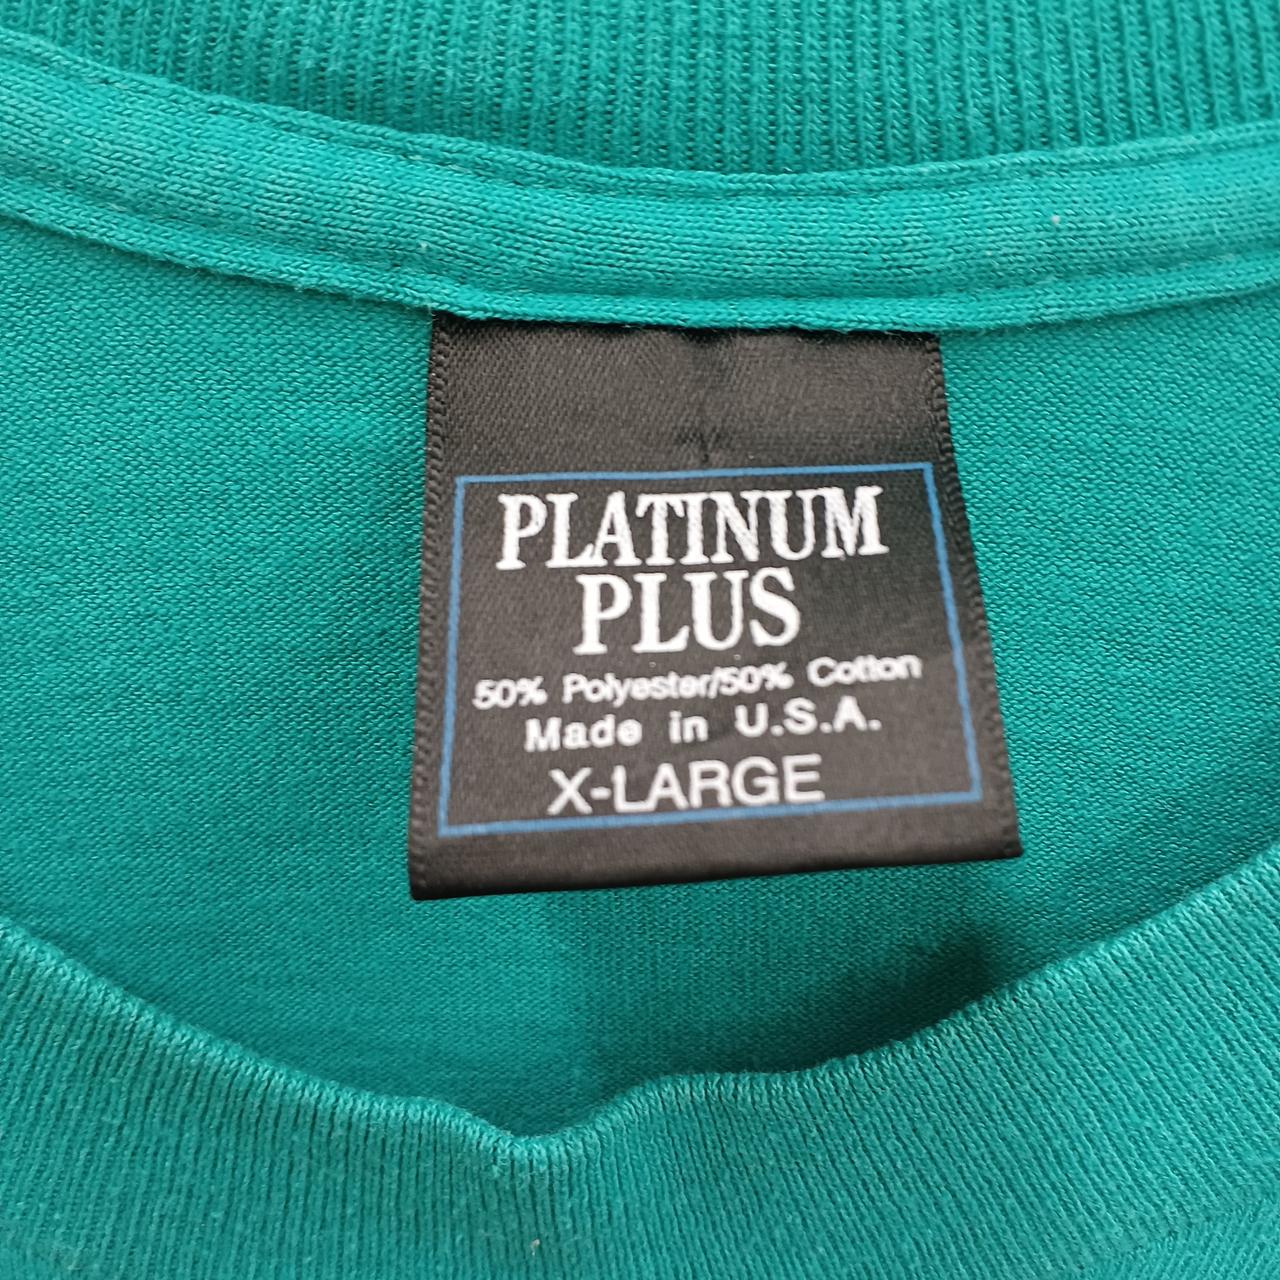 PLATINUM
PLUS
50% Polyester/50% Cotton
Made in U.S.A.
X-LARGE